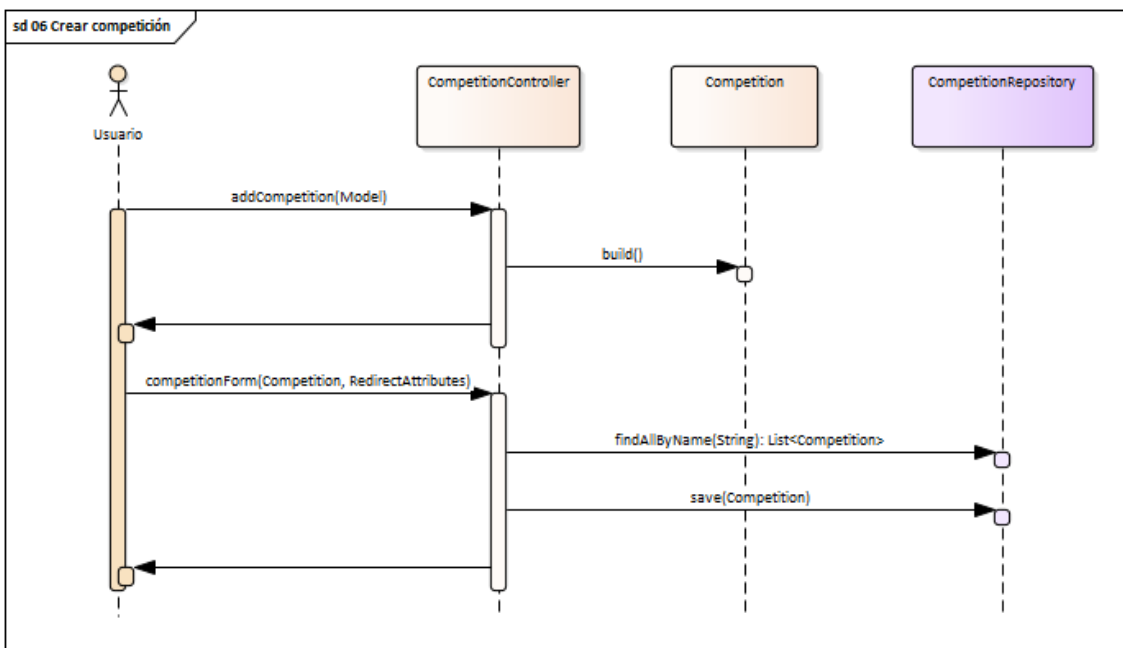 sd 06 Crear competición
Usuario
CompetitionController
Competition
CompetitionRepository
addCompetition(Model)
build()
competitionForm(Competition, RedirectAttributes)
findAllByName(String): List<Competition>
save(Competition)